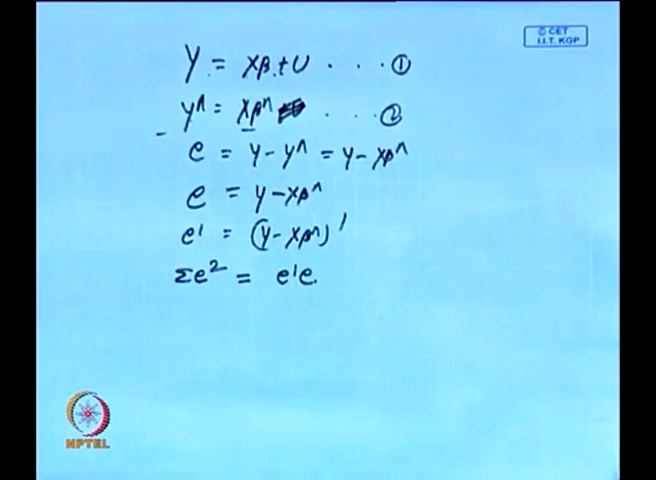 © CET
I.I.T. KGP
Y = Xβ + U . . . . ①
y^ = Xβ^ . . . ②
e = y - y^ = y - Xβ^
e = y - Xβ^
e' = (y - Xβ^)'
Σe² = e'e.
NPTEL